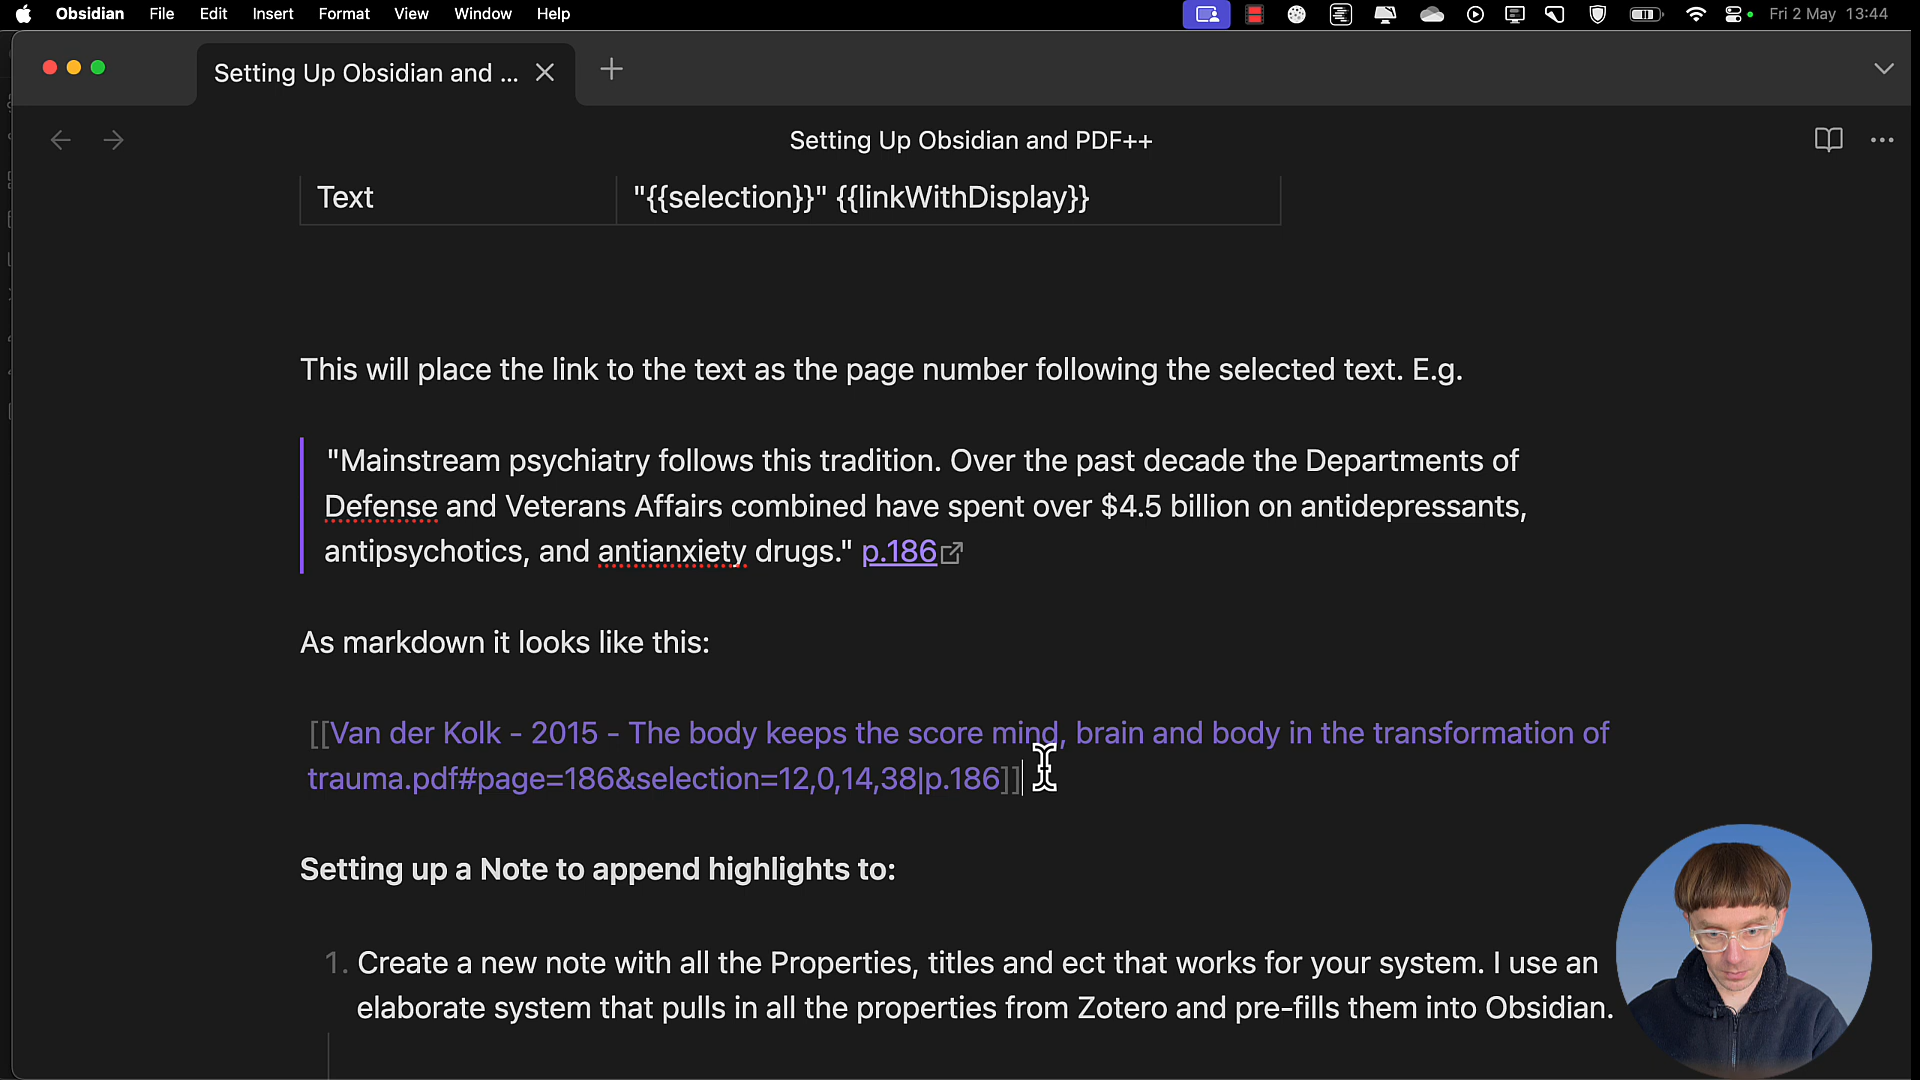 Obsidian File Edit Insert Format View Window Help Fri 2 May 13:44
Setting Up Obsidian and ...
Setting Up Obsidian and PDF++
Text "{{selection}}" {{linkWithDisplay}}
This will place the link to the text as the page number following the selected text. E.g.
"Mainstream psychiatry follows this tradition. Over the past decade the Departments of
Defense and Veterans Affairs combined have spent over $4.5 billion on antidepressants,
antipsychotics, and antianxiety drugs." p.186
As markdown it looks like this:
[[Van der Kolk - 2015 - The body keeps the score mind, brain and body in the transformation of
trauma.pdf#page=186&selection=12,0,14,38|p.186]]
Setting up a Note to append highlights to:
1. Create a new note with all the Properties, titles and ect that works for your system. I use an
elaborate system that pulls in all the properties from Zotero and pre-fills them into Obsidian.